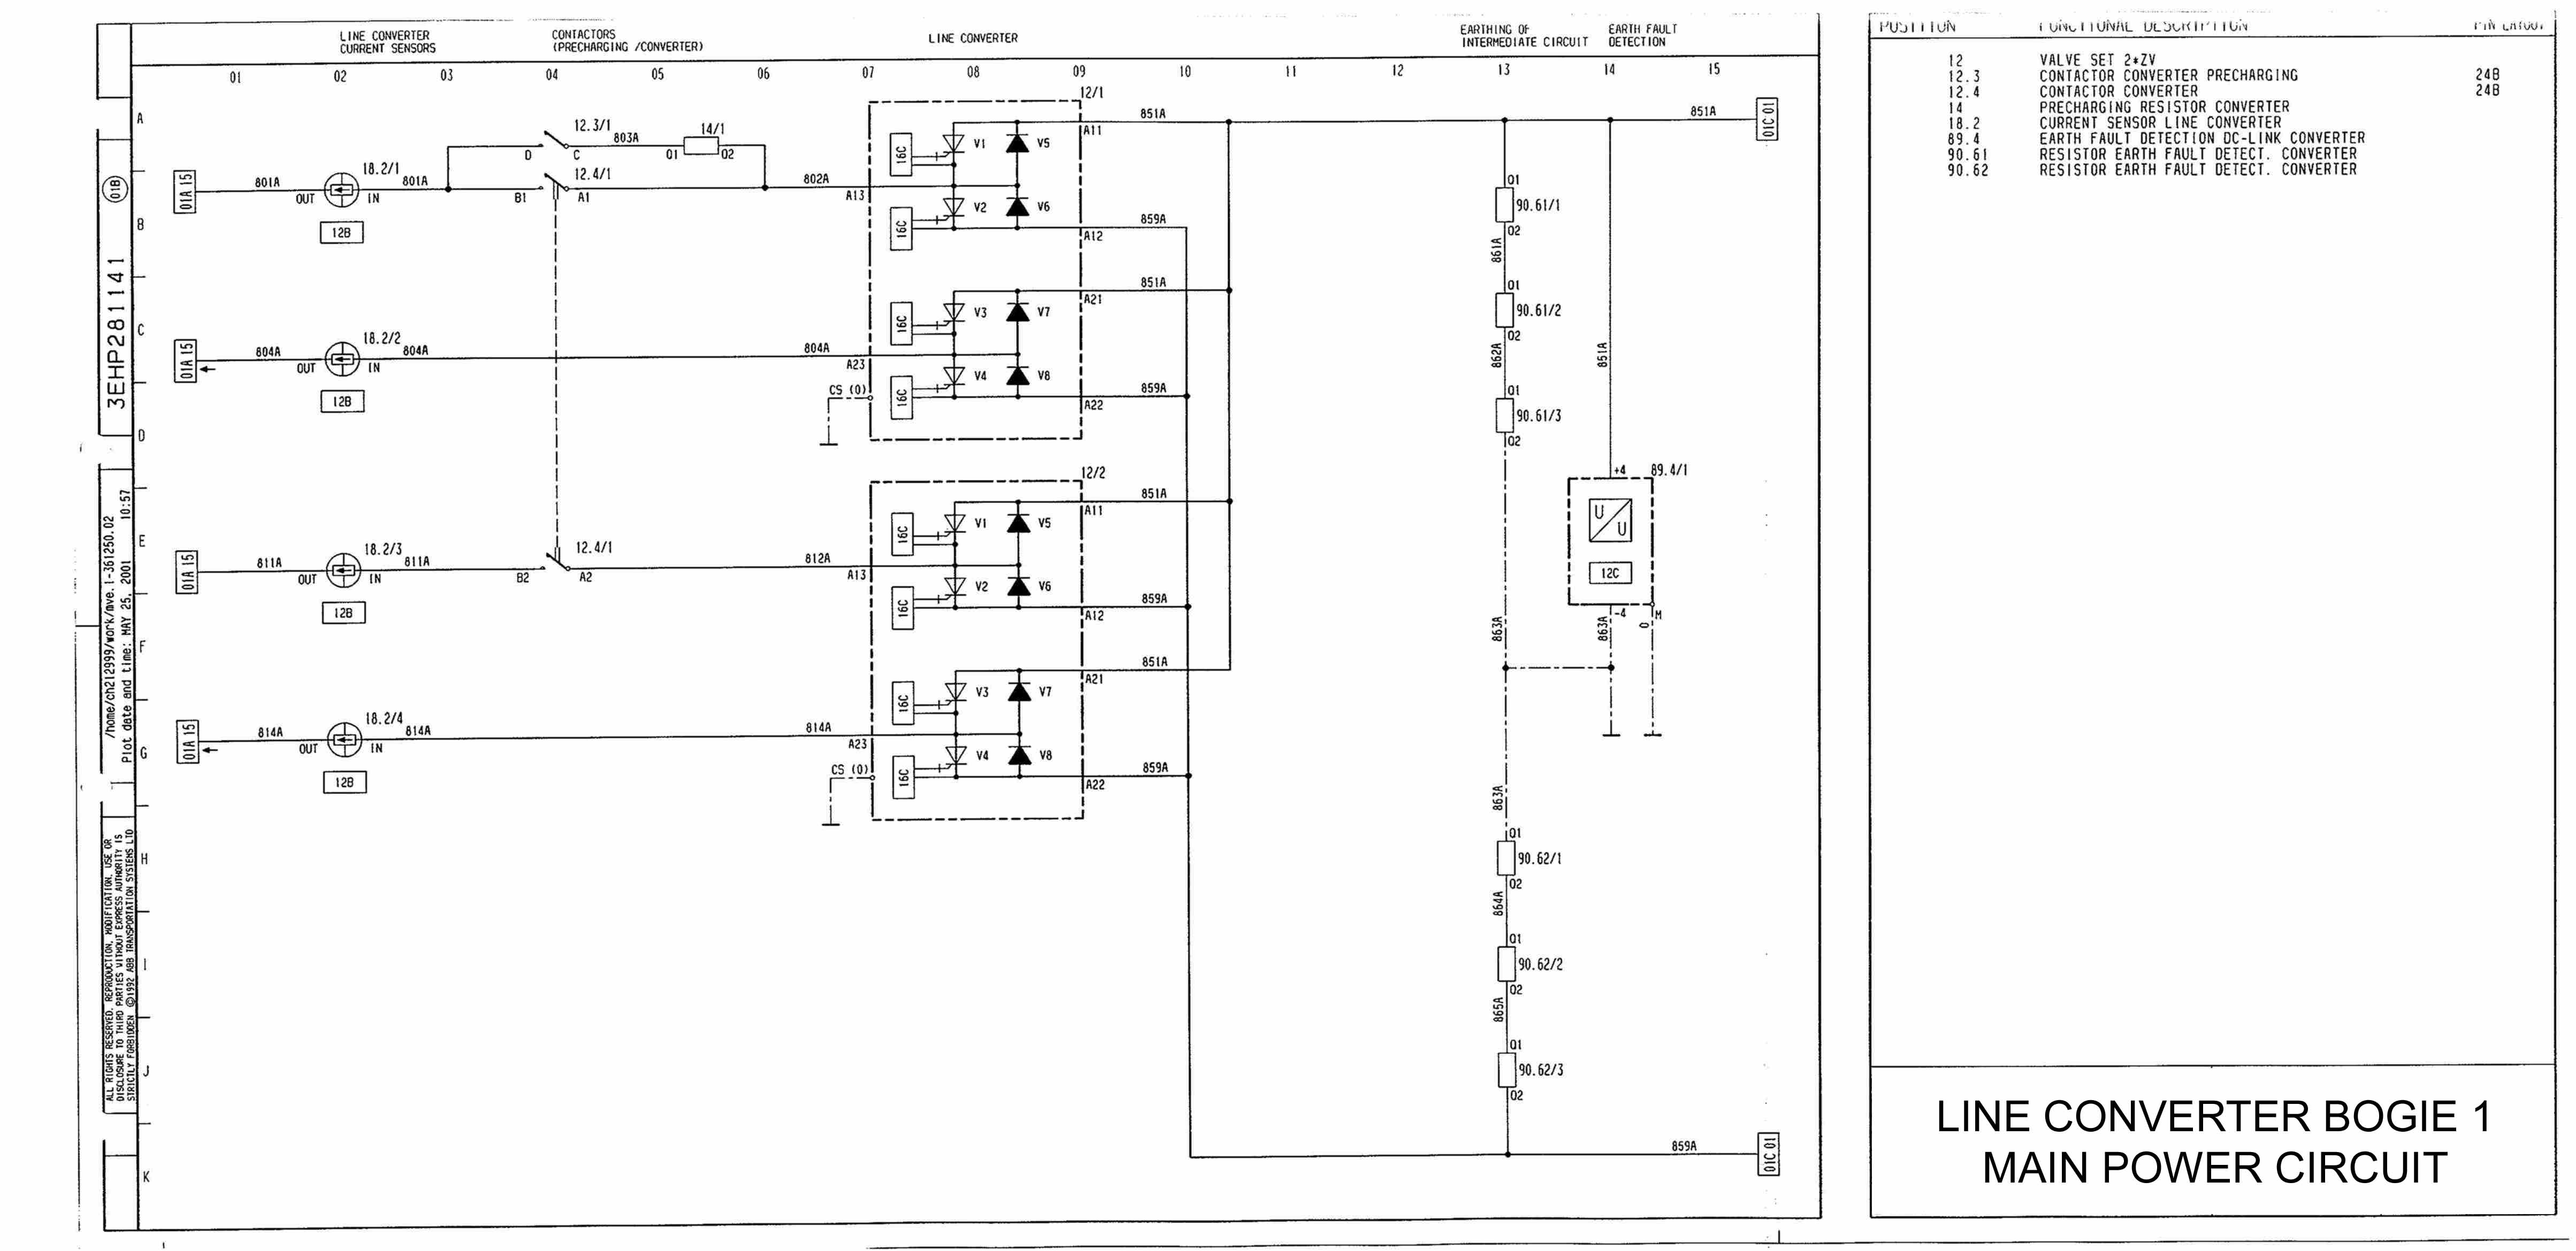 LINE CONVERTER
CURRENT SENSORS
CONTACTORS
(PRECHARGING /CONVERTER)
LINE CONVERTER
EARTHING OF
INTERMEDIATE CIRCUIT
EARTH FAULT
DETECTION
01 02 03 04 05 06 07 08 09 10 11 12 13 14 15
A
B
C
D
E
F
G
H
I
J
K
01B
3EHP281141
/home/ch212999/work/mve.1-361250.02
Plot date and time: MAY 25, 2001 10:57
ALL RIGHTS RESERVED. REPRODUCTION, MODIFICATION, USE OR
DISCLOSURE TO THIRD PARTIES WITHOUT EXPRESS AUTHORITY IS
STRICTLY FORBIDDEN ©1992 ABB TRANSPORTATION SYSTEMS LTD
01A 15
801A
18.2/1
OUT
IN
801A
12B
12.3/1
D
C
803A
14/1
01
02
12.4/1
B1
A1
802A
A13
12/1
16C
V1
V5
A11
851A
16C
V2
V6
859A
A12
01A 15
804A
18.2/2
OUT
IN
804A
12B
804A
A23
CS (0)
16C
V3
V7
851A
A21
16C
V4
V8
859A
A22
01A 15
811A
18.2/3
OUT
IN
811A
12B
12.4/1
B2
A2
812A
A13
12/2
16C
V1
V5
851A
A11
16C
V2
V6
859A
A12
01A 15
814A
18.2/4
OUT
IN
814A
12B
814A
A23
CS (0)
16C
V3
V7
851A
A21
16C
V4
V8
859A
A22
851A
01C 01
01
90.61/1
02
861A
01
90.61/2
02
862A
01
90.61/3
02
863A
851A
+4
89.4/1
U
U
12C
-4
M
0
863A
863A
01
90.62/1
02
864A
01
90.62/2
02
865A
01
90.62/3
02
859A
01C 01
POSITION FUNCTIONAL DESCRIPTION PIN LAYOUT
12 VALVE SET 2*ZV
12.3 CONTACTOR CONVERTER PRECHARGING 24B
12.4 CONTACTOR CONVERTER 24B
14 PRECHARGING RESISTOR CONVERTER
18.2 CURRENT SENSOR LINE CONVERTER
89.4 EARTH FAULT DETECTION DC-LINK CONVERTER
90.61 RESISTOR EARTH FAULT DETECT. CONVERTER
90.62 RESISTOR EARTH FAULT DETECT. CONVERTER
LINE CONVERTER BOGIE 1
MAIN POWER CIRCUIT